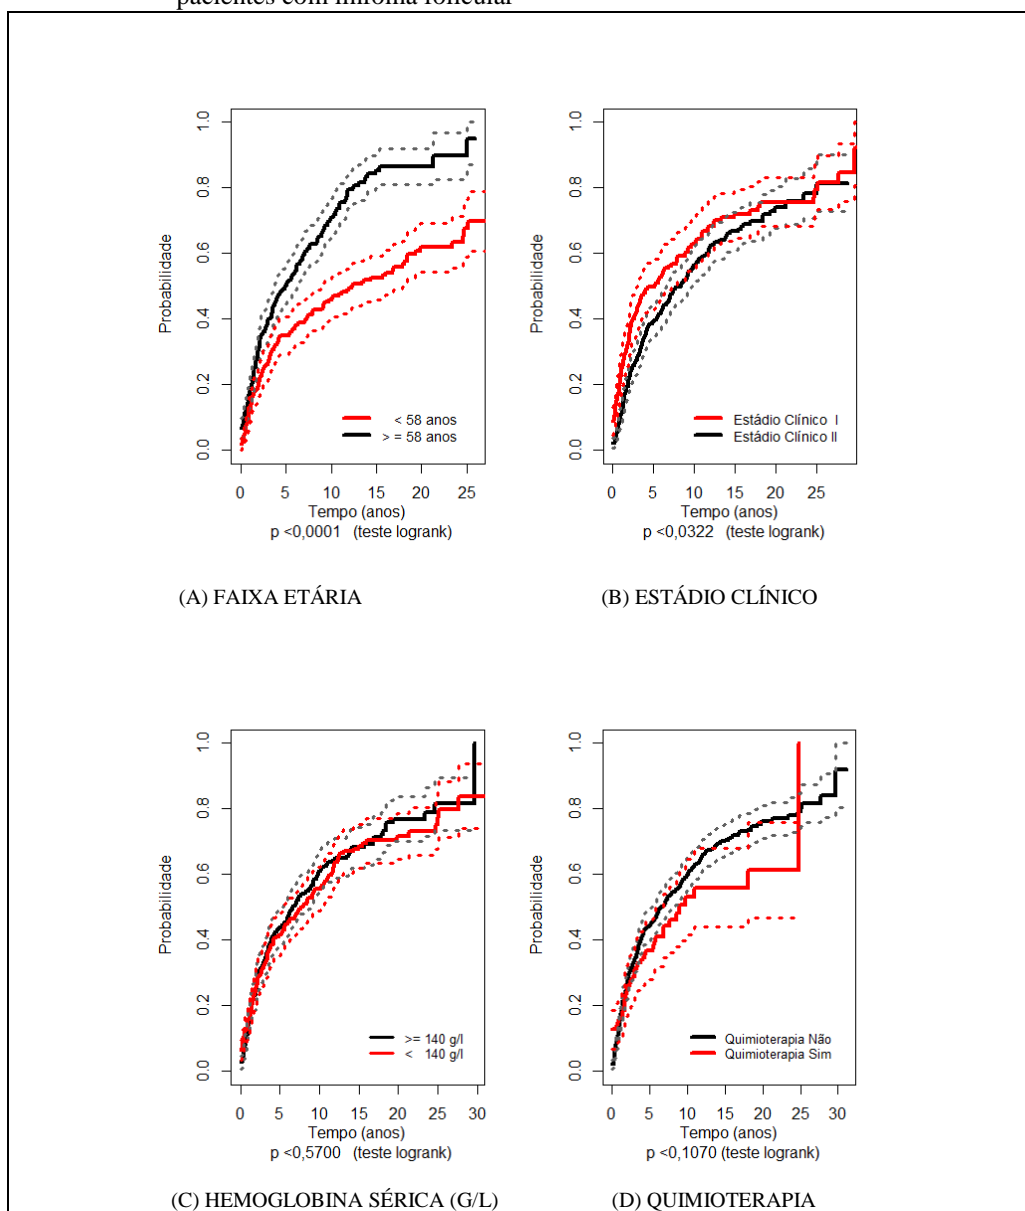 pacientes com linfoma folicular
Probabilidade
1.0
0.8
0.6
0.4
0.2
0.0
< 58 anos
> = 58 anos
0 5 10 15 20 25
Tempo (anos)
p <0,0001 (teste logrank)
Probabilidade
1.0
0.8
0.6
0.4
0.2
0.0
Estádio Clínico I
Estádio Clínico II
0 5 10 15 20 25
Tempo (anos)
p <0,0322 (teste logrank)
(A) FAIXA ETÁRIA
(B) ESTÁDIO CLÍNICO
Probabilidade
1.0
0.8
0.6
0.4
0.2
0.0
>= 140 g/l
< 140 g/l
0 5 10 15 20 25 30
Tempo (anos)
p <0,5700 (teste logrank)
Probabilidade
1.0
0.8
0.6
0.4
0.2
0.0
Quimioterapia Não
Quimioterapia Sim
0 5 10 15 20 25 30
Tempo (anos)
p <0,1070 (teste logrank)
(C) HEMOGLOBINA SÉRICA (G/L)
(D) QUIMIOTERAPIA